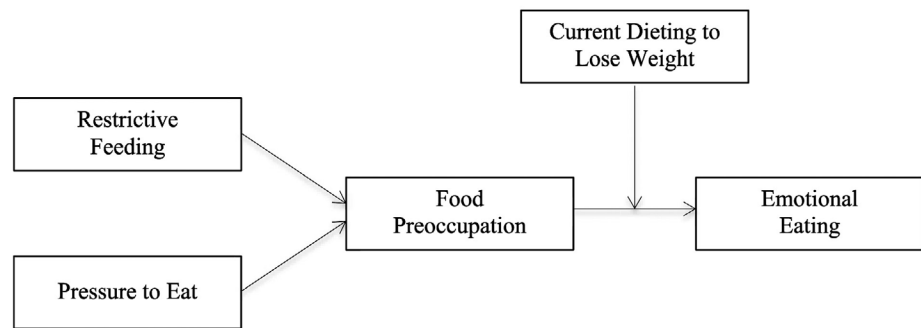 Current Dieting to
Lose Weight
Restrictive
Feeding
Food
Preoccupation
Emotional
Eating
Pressure to Eat